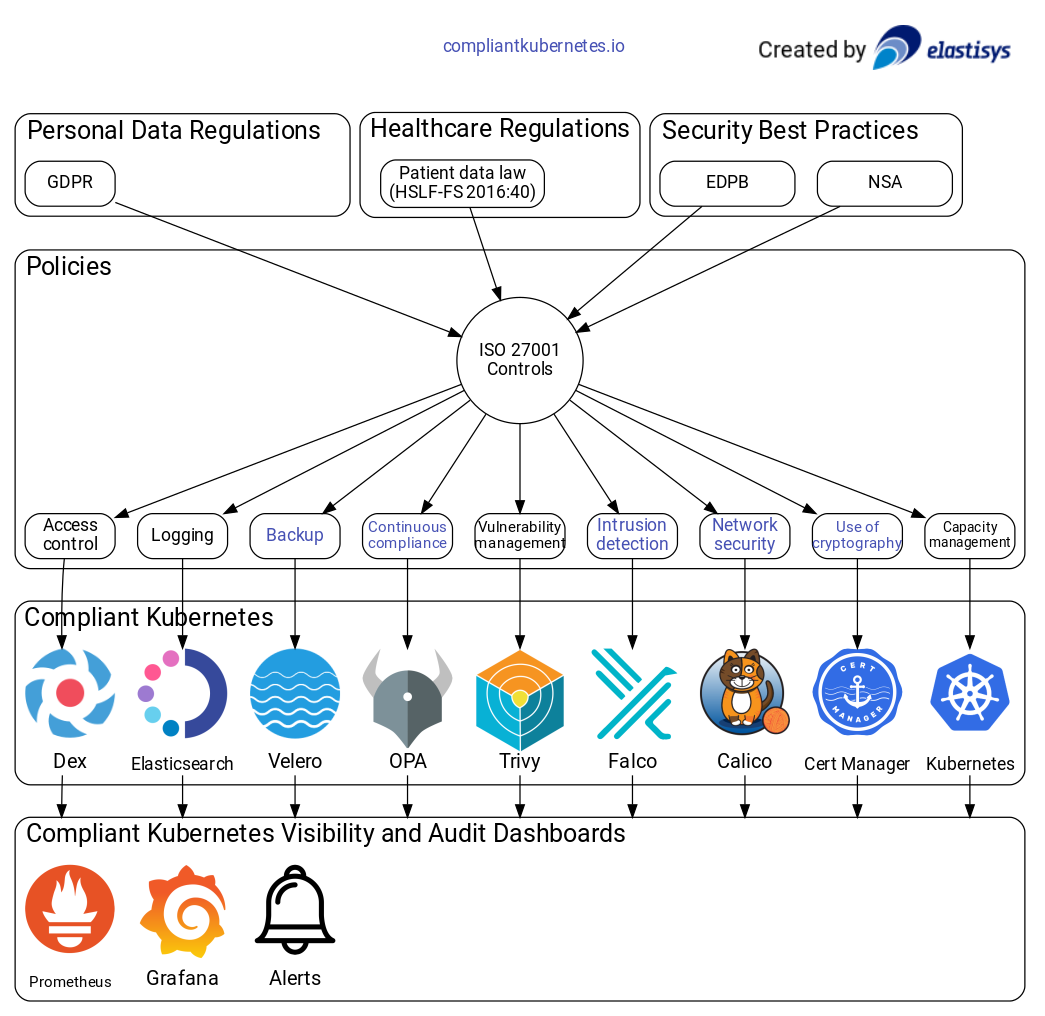 compliantkubernetes.io
Created by elastisys
Personal Data Regulations
Healthcare Regulations
Security Best Practices
GDPR
Patient data law
(HSLF-FS 2016:40)
EDPB
NSA
Policies
ISO 27001
Controls
Access
control
Logging
Backup
Continuous
compliance
Vulnerability
management
Intrusion
detection
Network
security
Use of
cryptography
Capacity
management
Compliant Kubernetes
CERT
MANAGER
Dex
Elasticsearch
Velero
OPA
Trivy
Falco
Calico
Cert Manager
Kubernetes
Compliant Kubernetes Visibility and Audit Dashboards
Prometheus
Grafana
Alerts